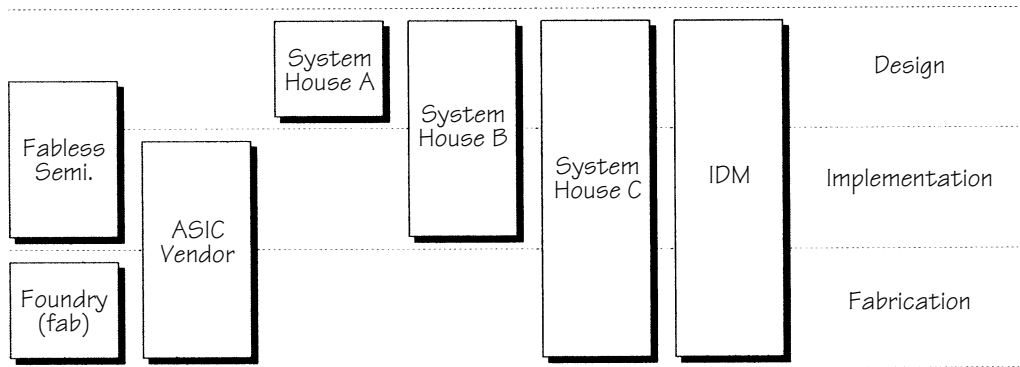 System
House A
System
House B
System
House C
IDM
Design
Fabless
Semi.
ASIC
Vendor
Implementation
Foundry
(fab)
Fabrication